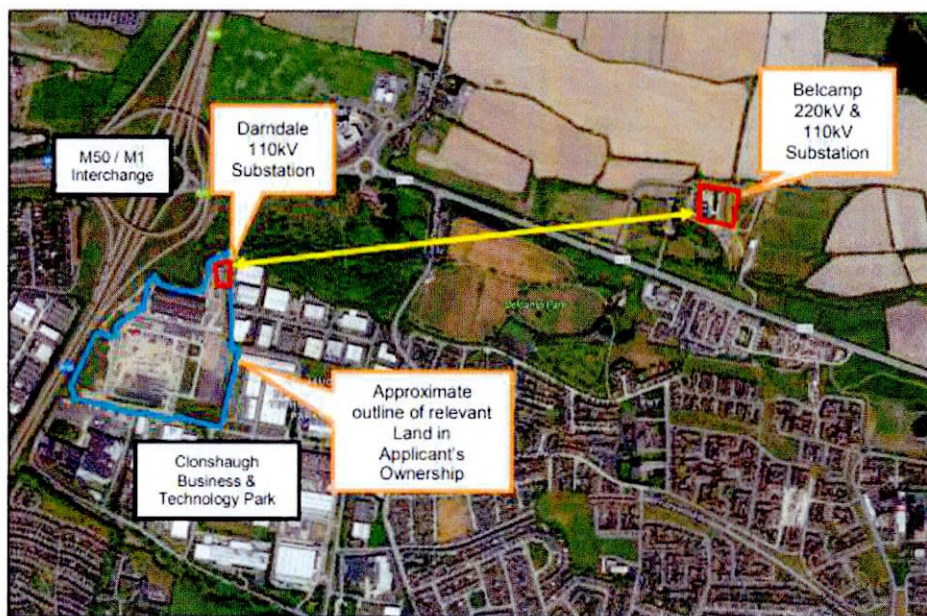 M50 / M1
Interchange
Darndale
110kV
Substation
Belcamp
220kV &
110kV
Substation
Belcamp Park
Approximate
outline of relevant
Land in
Applicant's
Ownership
Clonshaugh
Business &
Technology Park